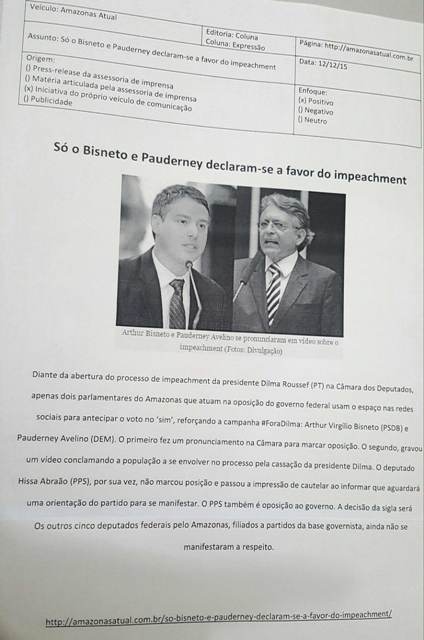 Veículo: Amazonas Atual
Editoria: Coluna
Coluna: Expressão
Página: http://amazonasatual.com.br
Assunto: Só o Bisneto e Pauderney declaram-se a favor do impeachment
Data: 12/12/15
Origem:
() Press-release da assessoria de imprensa
() Matéria articulada pela assessoria de imprensa
(x) Iniciativa do próprio veículo de comunicação
() Publicidade
Enfoque:
(x) Positivo
() Negativo
() Neutro
Só o Bisneto e Pauderney declaram-se a favor do impeachment
Arthur Bisneto e Pauderney Avelino se pronunciaram em vídeo sobre o
impeachment (Fotos: Divulgação)
Diante da abertura do processo de impeachment da presidente Dilma Roussef (PT) na Câmara dos Deputados,
apenas dois parlamentares do Amazonas que atuam na oposição do governo federal usam o espaço nas redes
sociais para antecipar o voto no 'sim', reforçando a campanha #ForaDilma: Arthur Virgílio Bisneto (PSDB) e
Pauderney Avelino (DEM). O primeiro fez um pronunciamento na Câmara para marcar oposição. O segundo, gravou
um vídeo conclamando a população a se envolver no processo pela cassação da presidente Dilma. O deputado
Hissa Abraão (PPS), por sua vez, não marcou posição e passou a impressão de cautelar ao informar que aguardará
uma orientação do partido para se manifestar. O PPS também é oposição ao governo. A decisão da sigla será
Os outros cinco deputados federais pelo Amazonas, filiados a partidos da base governista, ainda não se
manifestaram a respeito.
http://amazonasatual.com.br/so-bisneto-e-pauderney-declaram-se-a-favor-do-impeachment/